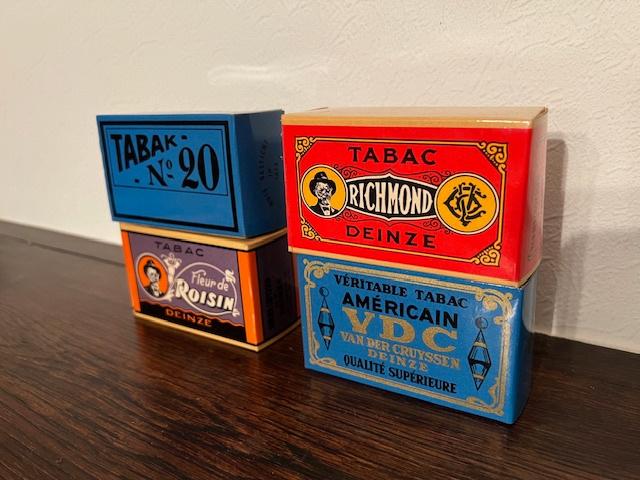 TABAK
No 20
TABAC
RICHMOND
DEINZE
TABAC
Fleur de
ROISIN
DEINZE
VÉRITABLE TABAC
AMÉRICAIN
VDC
VAN DER CRUYSSEN
DEINZE
QUALITÉ SUPÉRIEURE